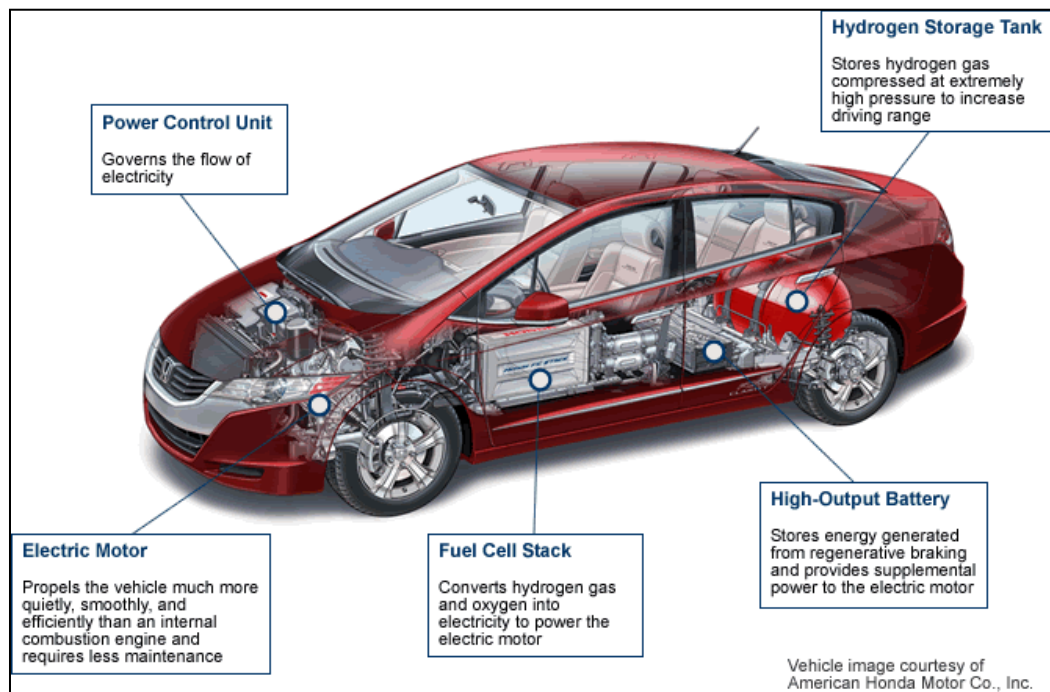 Hydrogen Storage Tank
Stores hydrogen gas
compressed at extremely
high pressure to increase
driving range
Power Control Unit
Governs the flow of
electricity
High-Output Battery
Stores energy generated
from regenerative braking
and provides supplemental
power to the electric motor
Electric Motor
Propels the vehicle much more
quietly, smoothly, and
efficiently than an internal
combustion engine and
requires less maintenance
Fuel Cell Stack
Converts hydrogen gas
and oxygen into
electricity to power the
electric motor
Vehicle image courtesy of
American Honda Motor Co., Inc.